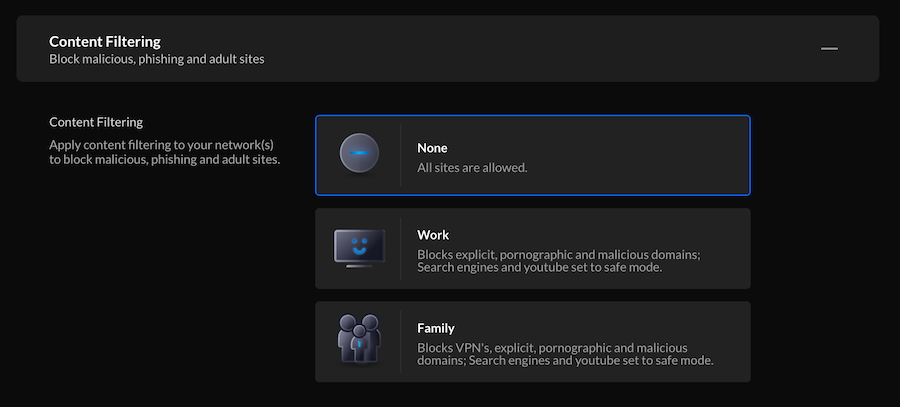 Content Filtering
Block malicious, phishing and adult sites
Content Filtering
Apply content filtering to your network(s)
to block malicious, phishing and adult sites.
None
All sites are allowed.
Work
Blocks explicit, pornographic and malicious domains;
Search engines and youtube set to safe mode.
Family
Blocks VPN's, explicit, pornographic and malicious
domains; Search engines and youtube set to safe mode.